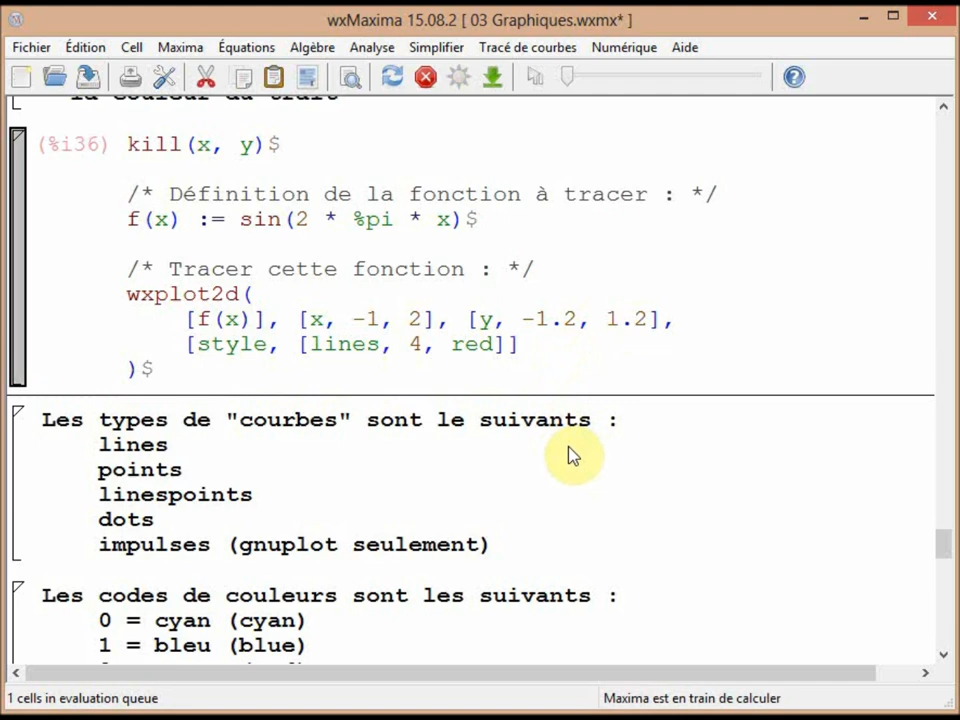 wxMaxima 15.08.2 [ 03 Graphiques.wxmx* ]
Fichier Édition Cell Maxima Équations Algèbre Analyse Simplifier Tracé de courbes Numérique Aide
la couleur du trait
(%i36) kill(x, y)$
/* Définition de la fonction à tracer : */
f(x) := sin(2 * %pi * x)$
/* Tracer cette fonction : */
wxplot2d(
[f(x)], [x, -1, 2], [y, -1.2, 1.2],
[style, [lines, 4, red]]
)$
Les types de "courbes" sont le suivants :
lines
points
linespoints
dots
impulses (gnuplot seulement)
Les codes de couleurs sont les suivants :
0 = cyan (cyan)
1 = bleu (blue)
1 cells in evaluation queue
Maxima est en train de calculer